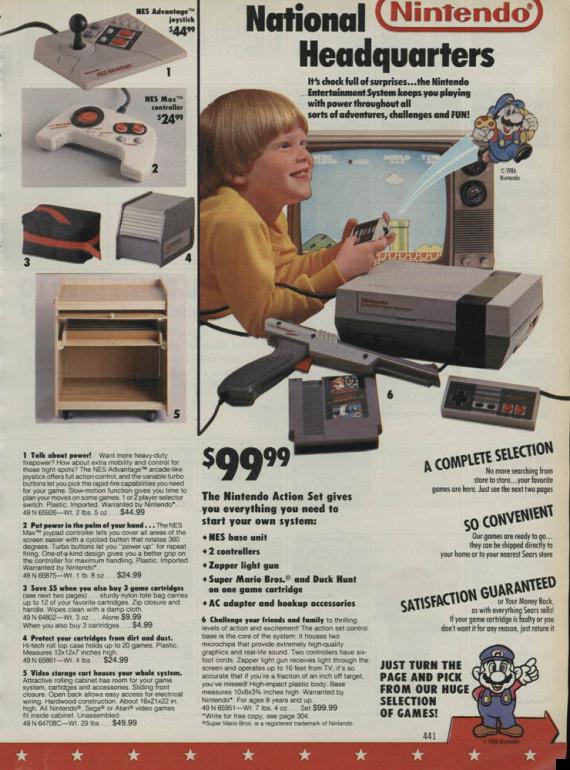 NES Advantage™
joystick
$44⁹⁹
1
NES Max™
controller
$24⁹⁹
2
3
4
5
National Nintendo®
Headquarters
It's chock full of surprises...the Nintendo
Entertainment System keeps you playing
with power throughout all
sorts of adventures, challenges and FUN!
©1986
Nintendo
6
1 Talk about power! Want more heavy-duty
firepower? How about extra mobility and control for
those tight spots? The NES Advantage™ arcade-like
joystick offers full action control, and the variable turbo
buttons let you pick the rapid-fire capabilities you need
for your game. Slow-motion function gives you time to
plan your moves on some games. 1 or 2 player selector
switch. Plastic. Imported. Warranted by Nintendo*.
49 N 65926—Wt. 2 lbs. 5 oz . . . $44.99
2 Put power in the palm of your hand . . . The NES
Max™ joypad controller lets you cover all areas of the
screen easier with a cycloid button that rotates 360
degrees. Turbo buttons let you "power up" for repeat
firing. One-of-a-kind design gives you a better grip on
the controller for maximum handling. Plastic. Imported.
Warranted by Nintendo*.
49 N 65875—Wt. 1 lb. 8 oz . . . $24.99
3 Save $5 when you also buy 3 game cartridges
(see next two pages) . . . sturdy nylon tote bag carries
up to 12 of your favorite cartridges. Zip closure and
handle. Wipes clean with a damp cloth.
49 N 64802—Wt. 3 oz . . . Alone $9.99
When you also buy 3 cartridges . . . $4.99
4 Protect your cartridges from dirt and dust.
Hi-tech roll top case holds up to 20 games. Plastic.
Measures 12x12x7 inches high.
49 N 65861—Wt. 4 lbs . . . $24.99
5 Video storage cart houses your whole system.
Attractive rolling cabinet has room for your game
system, cartridges and accessories. Sliding front
closure. Open back allows easy access for electrical
wiring. Hardwood construction. About 16x21x22 in.
high. All Nintendo®, Sega® or Atari® video games
fit inside cabinet. Unassembled.
49 N 64708C—Wt. 29 lbs . . . $49.99
$99⁹⁹
The Nintendo Action Set gives
you everything you need to
start your own system:
• NES base unit
• 2 controllers
• Zapper light gun
• Super Mario Bros.® and Duck Hunt
on one game cartridge
• AC adaptor and hookup accessories
6 Challenge your friends and family to thrilling
levels of action and excitement! The action set control
base is the core of the system; it houses two
microchips that provide extremely high-quality
graphics and real-life sound. Two controllers have six-
foot cords. Zapper light gun receives light through the
screen and operates up to 16 feet from TV; it's so
accurate that if you're a fraction of an inch off target,
you've missed! High-impact plastic body. Base
measures 10x8x3½ inches high. Warranted by
Nintendo*. For ages 8 years and up.
49 N 65951—Wt. 7 lbs. 4 oz . . . Set $99.99
*Write for free copy, see page 304.
®Super Mario Bros. is a registered trademark of Nintendo.
A COMPLETE SELECTION
No more searching from
store to store...your favorite
games are here. Just see the next two pages
SO CONVENIENT
Our games are ready to go...
they can be shipped directly to
your home or to your nearest Sears store
SATISFACTION GUARANTEED
or Your Money Back,
as with everything Sears sells!
If your game cartridge is faulty or you
don't want it for any reason, just return it
JUST TURN THE
PAGE AND PICK
FROM OUR HUGE
SELECTION
OF GAMES!
441
©1986 Nintendo